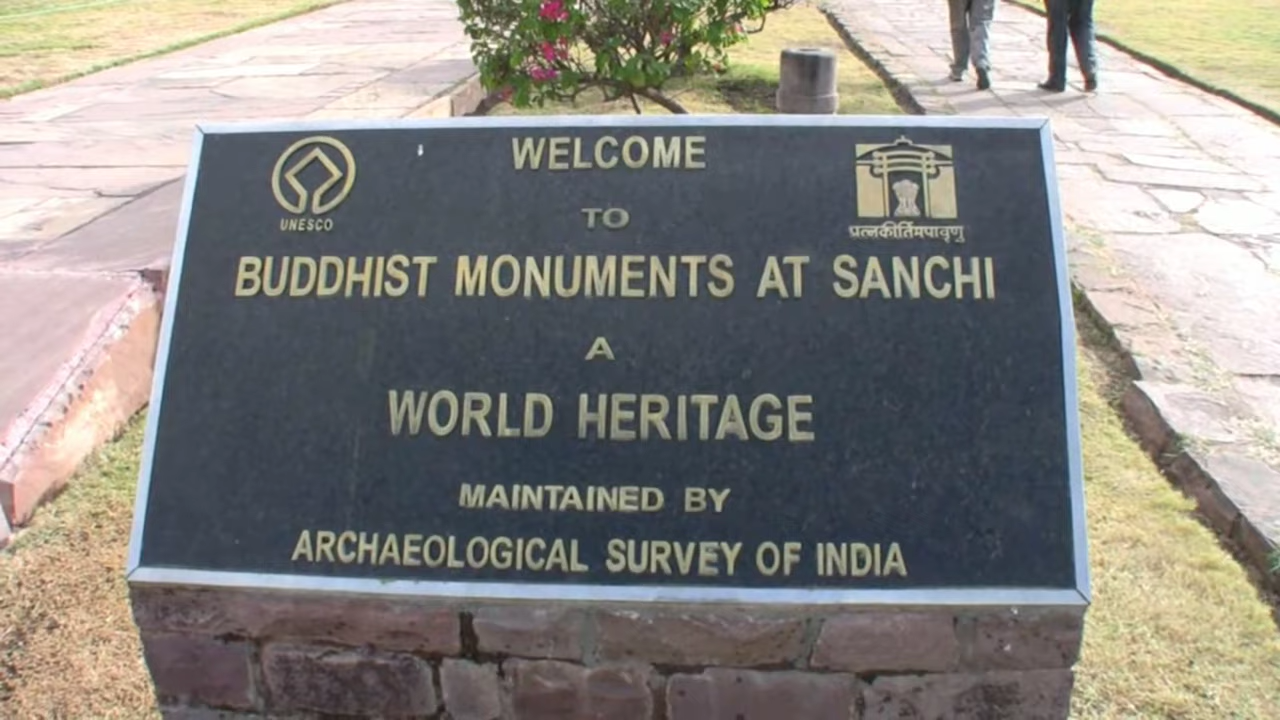 WELCOME
UNESCO
TO
प्रत्नकीर्तिमपावृणु
BUDDHIST MONUMENTS AT SANCHI
A
WORLD HERITAGE
MAINTAINED BY
ARCHAEOLOGICAL SURVEY OF INDIA